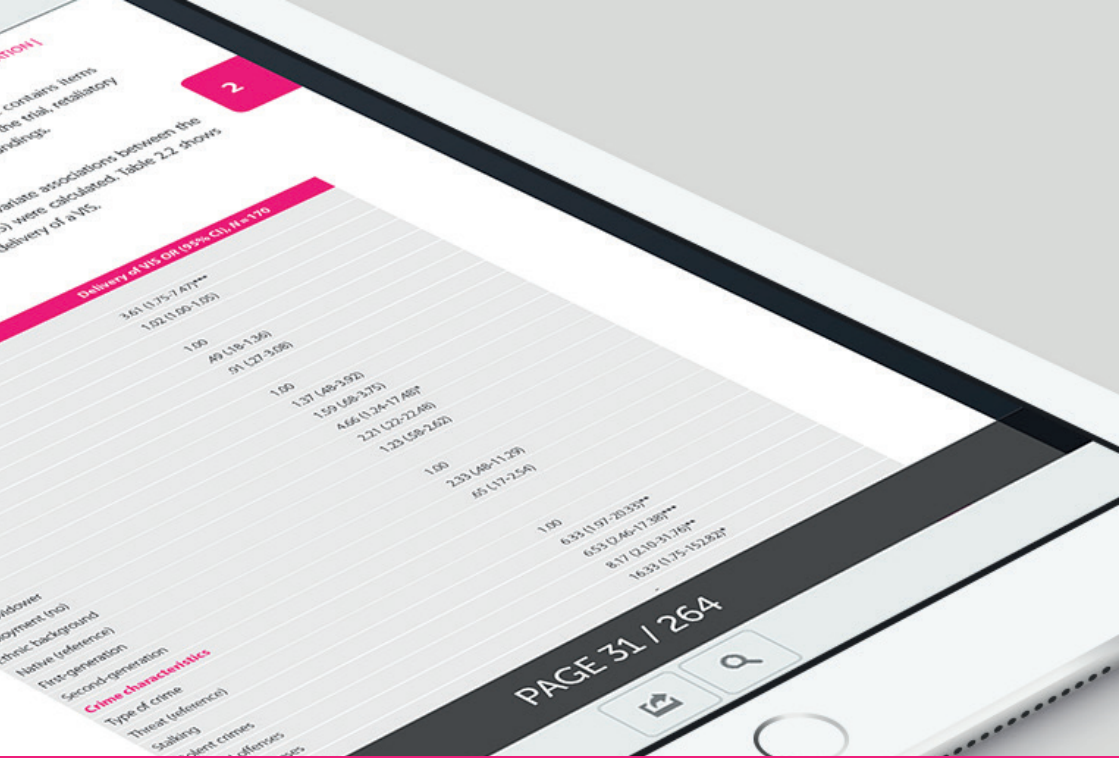 contains items
the trial, retaliatory
2
associations between the
were calculated. Table 2.2 shows
delivery of a VIS.
Delivery of VIS OR (95% CI), N = 170
3.61 (1.75-7.47)***
1.02 (1.00-1.05)
1.00
.49 (.18-1.36)
.91 (.27-3.08)
1.00
1.37 (.48-3.92)
1.59 (.68-3.75)
4.66 (1.24-17.48)*
2.21 (.22-22.48)
1.23 (.58-2.62)
1.00
2.33 (.48-11.29)
.65 (.17-2.54)
1.00
6.33 (1.97-20.33)**
6.53 (2.46-17.38)***
8.17 (2.10-31.76)**
16.33 (1.75-152.82)*
-
(no)
background
Native (reference)
First-generation
Second-generation
Crime characteristics
Type of crime
Threat (reference)
Stalking
crimes
offenses
PAGE 31 / 264